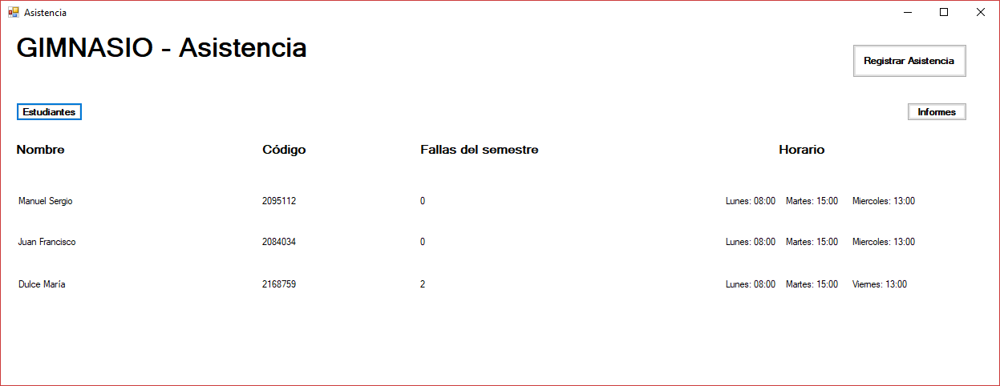 Asistencia
GIMNASIO - Asistencia
Registrar Asistencia
Estudiantes
Informes
Nombre Código Fallas del semestre Horario
Manuel Sergio 2095112 0 Lunes: 08:00 Martes: 15:00 Miercoles: 13:00
Juan Francisco 2084034 0 Lunes: 08:00 Martes: 15:00 Miercoles: 13:00
Dulce María 2168759 2 Lunes: 08:00 Martes: 15:00 Viernes: 13:00